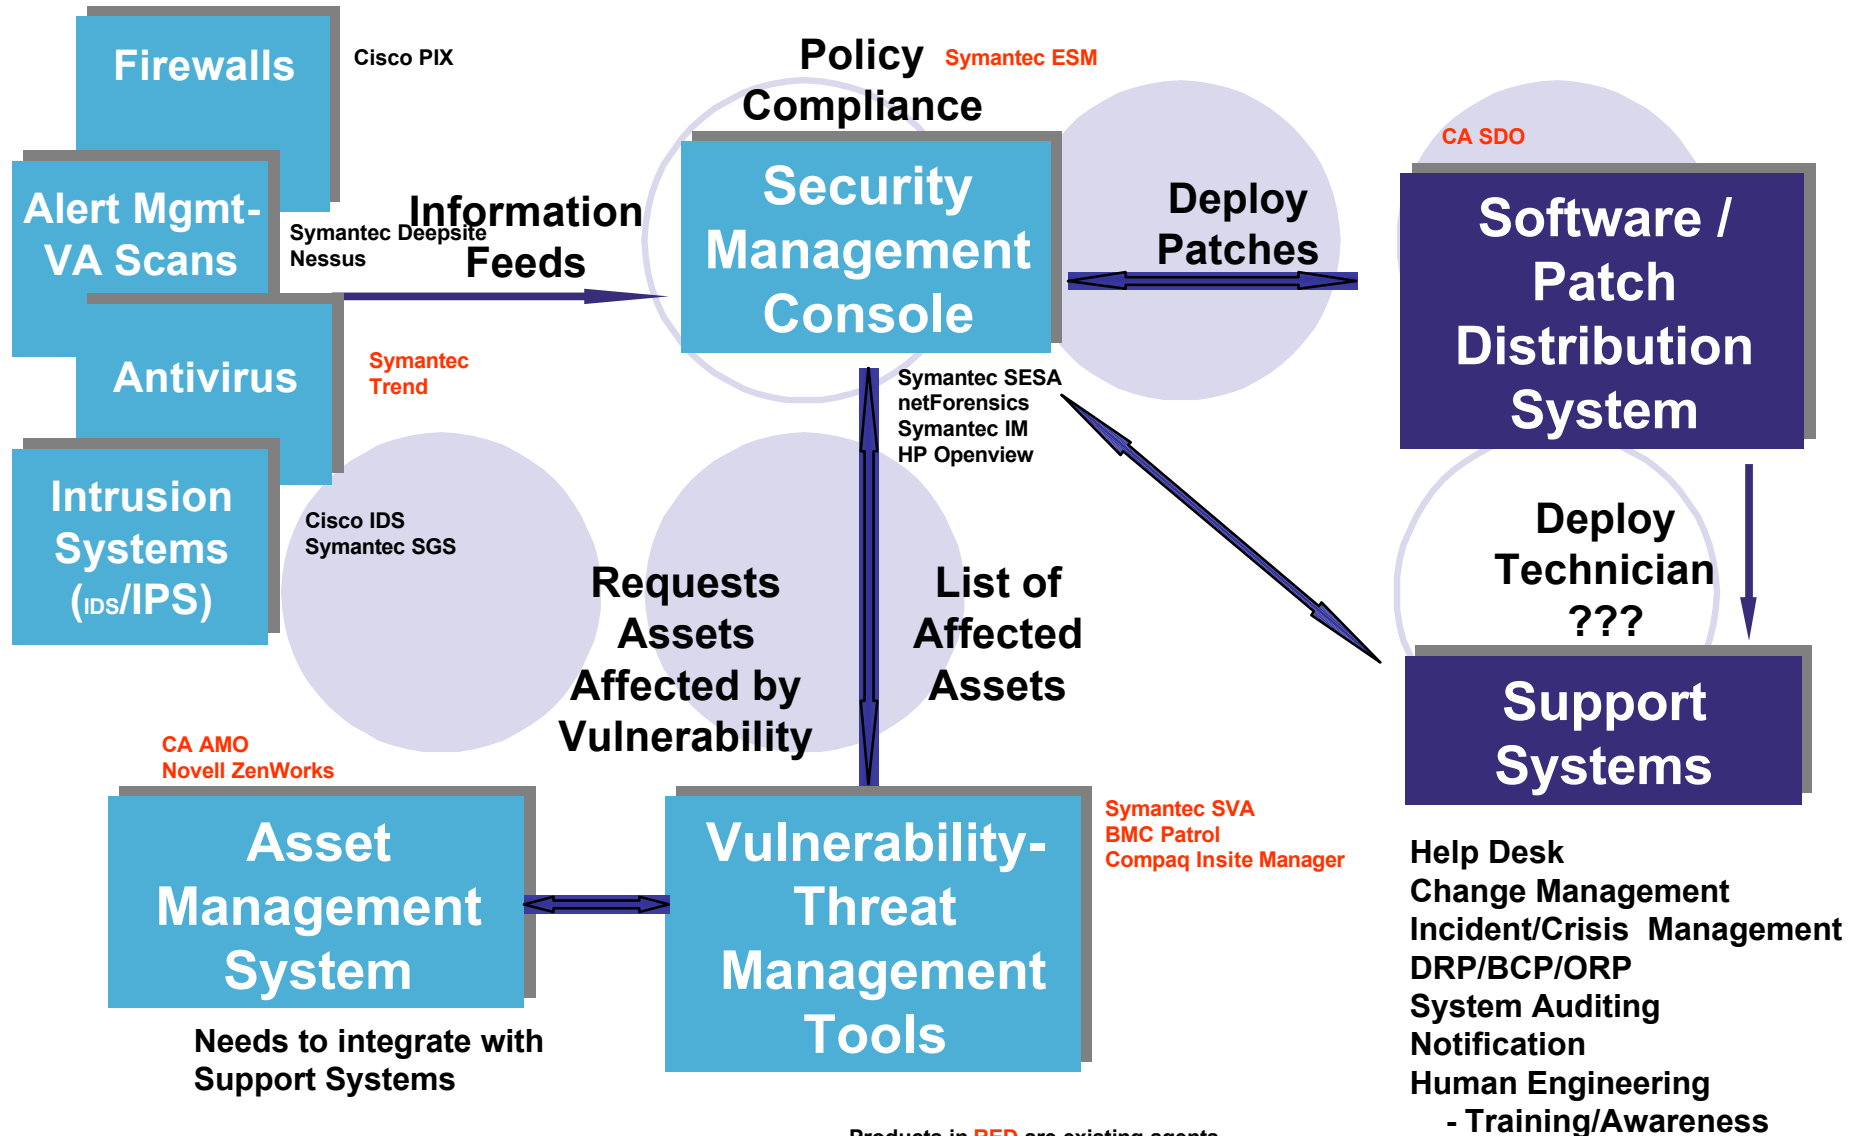 Firewalls
Cisco PIX
Alert Mgmt-
VA Scans
Symantec Deepsite
Nessus
Antivirus
Symantec
Trend
Intrusion
Systems
(IDS/IPS)
Cisco IDS
Symantec SGS
Information
Feeds
Policy
Compliance
Symantec ESM
Security
Management
Console
Symantec SESA
netForensics
Symantec IM
HP Openview
Deploy
Patches
CA SDO
Software /
Patch
Distribution
System
Deploy
Technician
???
Support
Systems
Help Desk
Change Management
Incident/Crisis Management
DRP/BCP/ORP
System Auditing
Notification
Human Engineering
- Training/Awareness
Requests
Assets
Affected by
Vulnerability
List of
Affected
Assets
CA AMO
Novell ZenWorks
Asset
Management
System
Needs to integrate with
Support Systems
Vulnerability-
Threat
Management
Tools
Symantec SVA
BMC Patrol
Compaq Insite Manager
Products in RED are existing agents